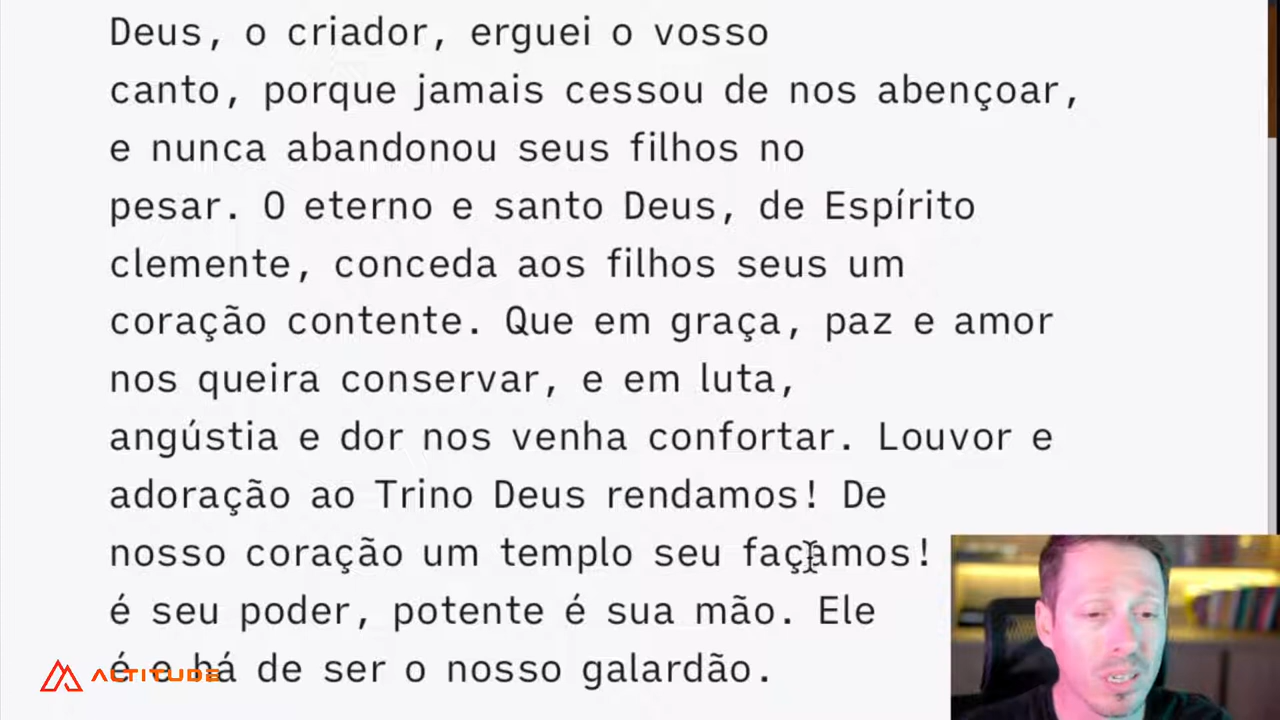 Deus, o criador, erguei o vosso
canto, porque jamais cessou de nos abençoar,
e nunca abandonou seus filhos no
pesar. O eterno e santo Deus, de Espírito
clemente, conceda aos filhos seus um
coração contente. Que em graça, paz e amor
nos queira conservar, e em luta,
angústia e dor nos venha confortar. Louvor e
adoração ao Trino Deus rendamos! De
nosso coração um templo seu façamos!
é seu poder, potente é sua mão. Ele
é e há de ser o nosso galardão.
ALTITUDE